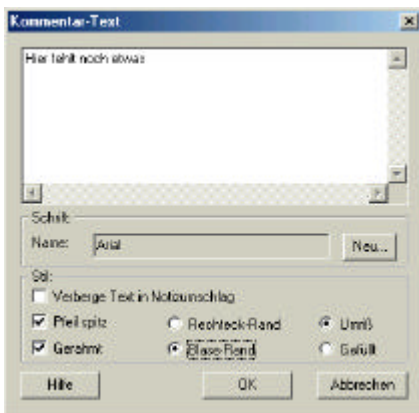 Kommentar-Text
Hier fehlt noch etwas
Schrift:
Name: Arial Neu...
Stil:
Verberge Text in Notizumschlag
Pfeil spitz Rechteck-Rand Umriß
Gerahmt Blase-Rand Gefüllt
Hilfe OK Abbrechen